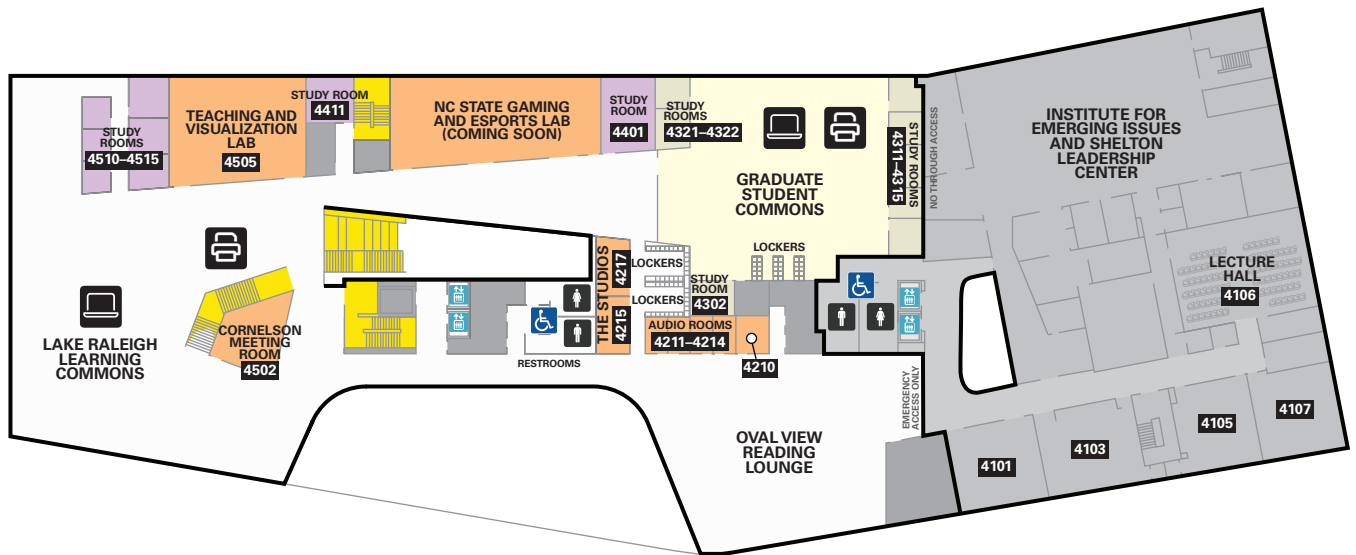 STUDY
ROOMS
4510–4515
TEACHING AND
VISUALIZATION
LAB
4505
STUDY ROOM
4411
NC STATE GAMING
AND ESPORTS LAB
(COMING SOON)
STUDY
ROOM
4401
STUDY
ROOMS
4321–4322
GRADUATE
STUDENT
COMMONS
STUDY ROOMS
4311–4315
NO THROUGH ACCESS
INSTITUTE FOR
EMERGING ISSUES
AND SHELTON
LEADERSHIP
CENTER
LOCKERS
LOCKERS
LOCKERS
THE STUDIOS
4217
4215
STUDY
ROOM
4302
AUDIO ROOMS
4211–4214
4210
RESTROOMS
LECTURE
HALL
4106
LAKE RALEIGH
LEARNING
COMMONS
CORNELSON
MEETING
ROOM
4502
OVAL VIEW
READING
LOUNGE
EMERGENCY
ACCESS ONLY
4101
4103
4105
4107